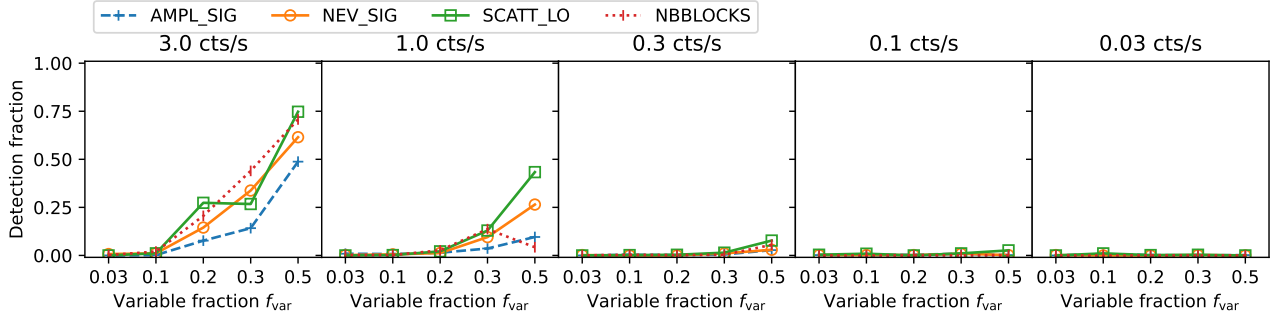 AMPL_SIG NEV_SIG SCATT_LO NBBLOCKS
3.0 cts/s 1.0 cts/s 0.3 cts/s 0.1 cts/s 0.03 cts/s
Detection fraction
1.00
0.75
0.50
0.25
0.00
0.03 0.1 0.2 0.3 0.5 0.03 0.1 0.2 0.3 0.5 0.03 0.1 0.2 0.3 0.5 0.03 0.1 0.2 0.3 0.5 0.03 0.1 0.2 0.3 0.5
Variable fraction f_var Variable fraction f_var Variable fraction f_var Variable fraction f_var Variable fraction f_var